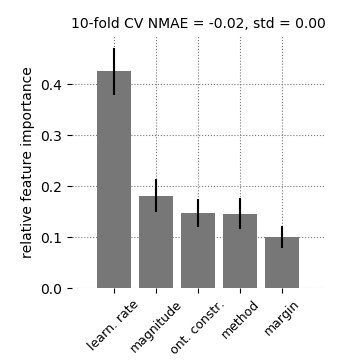 10-fold CV NMAE = -0.02, std = 0.00
relative feature importance
0.4
0.3
0.2
0.1
0.0
learn. rate
magnitude
ont. constr.
method
margin